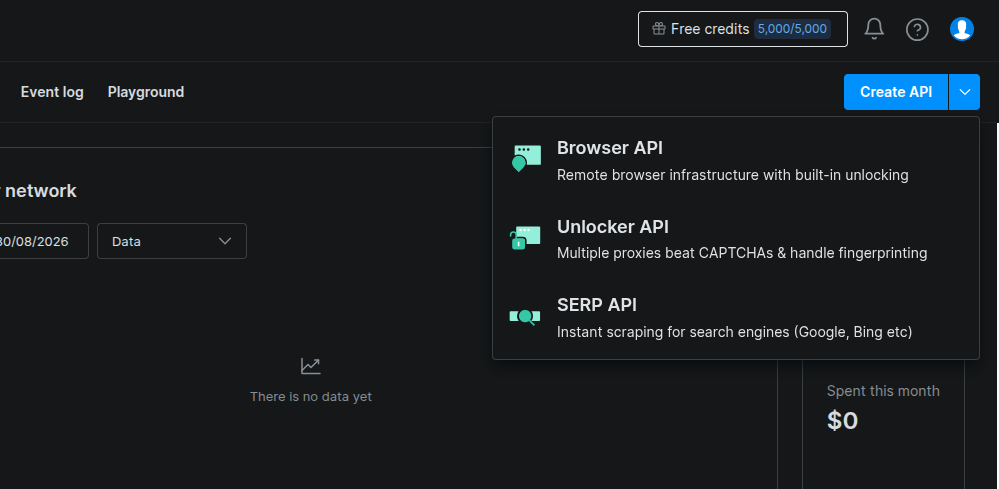 Free credits 5,000/5,000
Event log Playground Create API
Browser API
Remote browser infrastructure with built-in unlocking
network
30/08/2026 Data
Unlocker API
Multiple proxies beat CAPTCHAs & handle fingerprinting
SERP API
Instant scraping for search engines (Google, Bing etc)
There is no data yet
Spent this month
$0